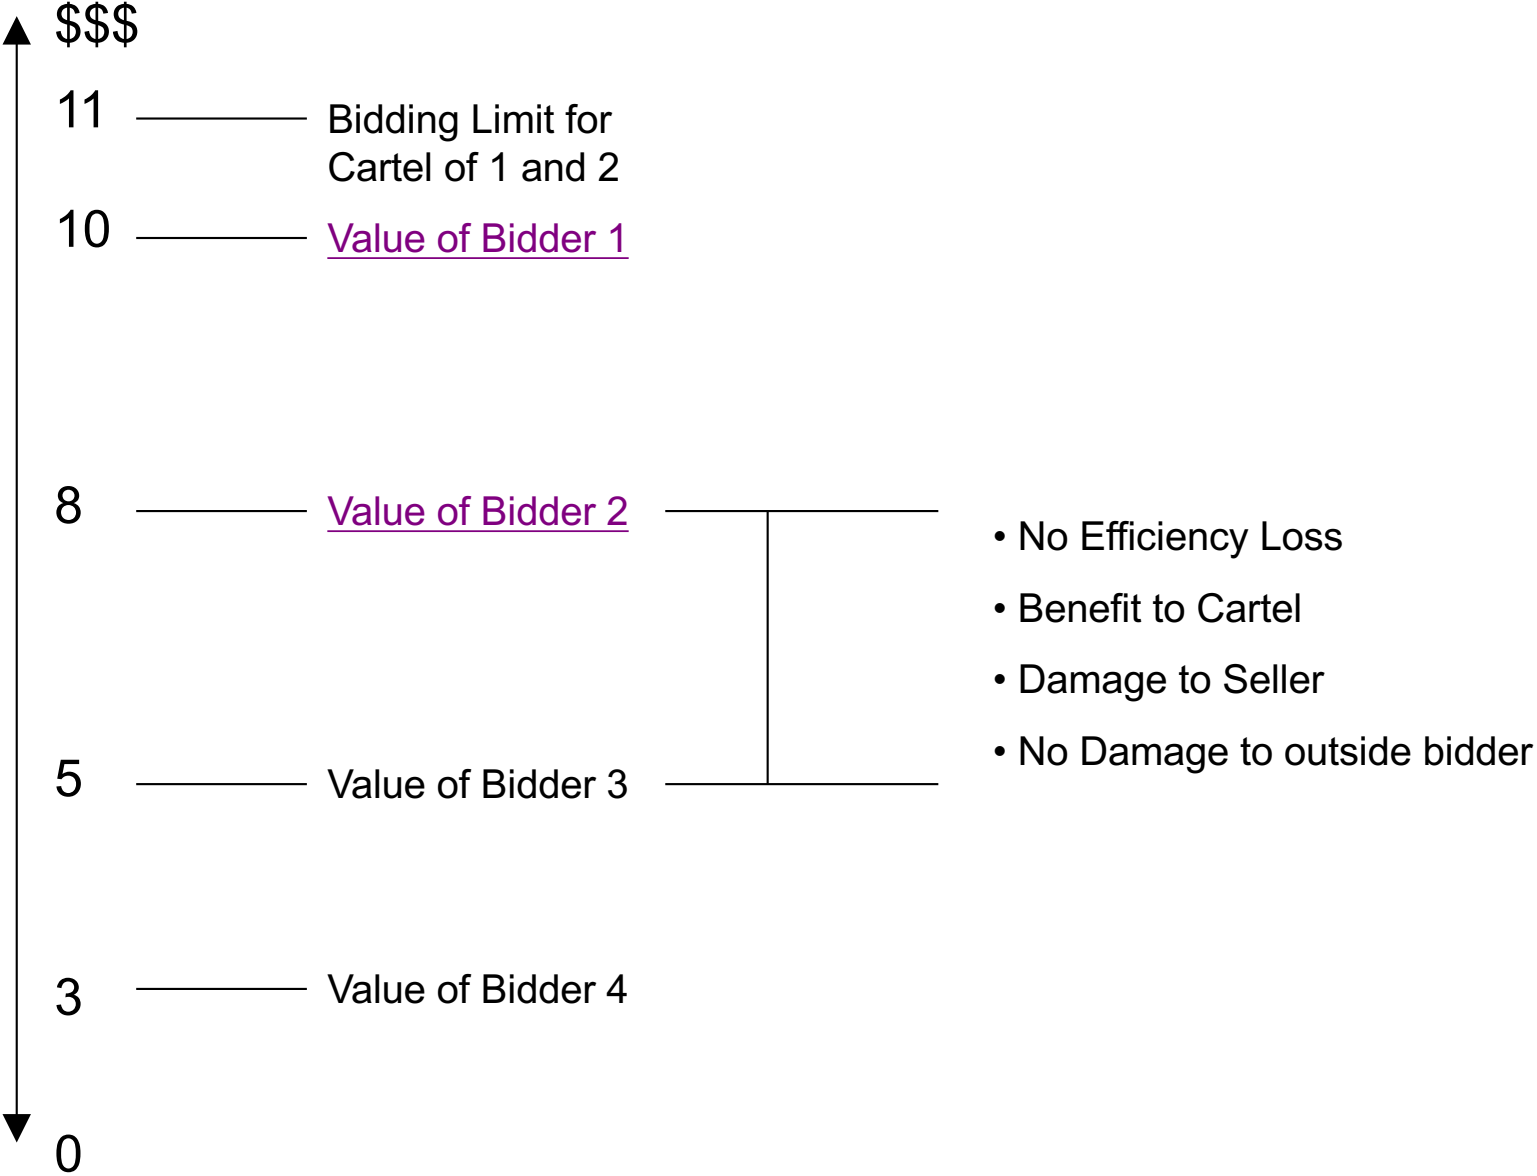 $$$
11
Bidding Limit for
Cartel of 1 and 2
10
Value of Bidder 1
8
Value of Bidder 2
• No Efficiency Loss
• Benefit to Cartel
• Damage to Seller
• No Damage to outside bidder
5
Value of Bidder 3
3
Value of Bidder 4
0